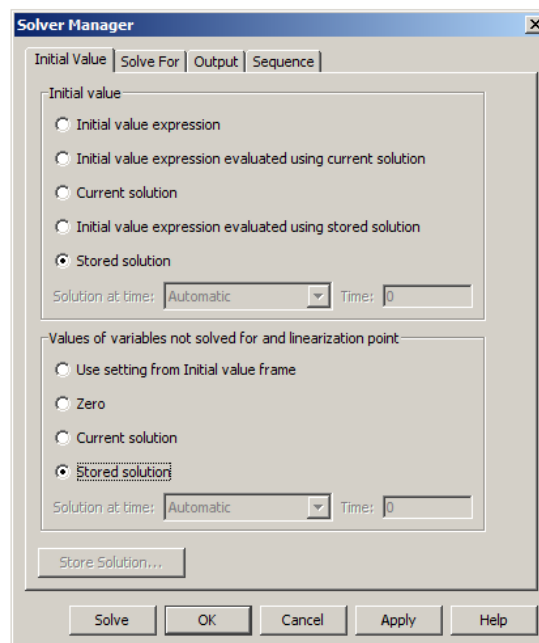 Solver Manager
Initial Value Solve For Output Sequence
Initial value
Initial value expression
Initial value expression evaluated using current solution
Current solution
Initial value expression evaluated using stored solution
Stored solution
Solution at time: Automatic Time: 0
Values of variables not solved for and linearization point
Use setting from Initial value frame
Zero
Current solution
Stored solution
Solution at time: Automatic Time: 0
Store Solution...
Solve OK Cancel Apply Help